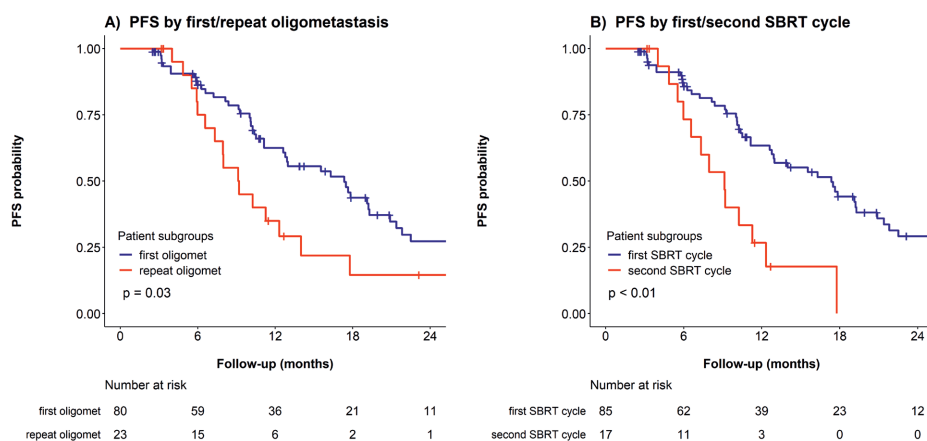 A) PFS by first/repeat oligometastasis
1.00
0.75
0.50
0.25
0.00
PFS probability
Patient subgroups
first oligomet
repeat oligomet
p = 0.03
0 6 12 18 24
Follow-up (months)
Number at risk
first oligomet 80 59 36 21 11
repeat oligomet 23 15 6 2 1
B) PFS by first/second SBRT cycle
1.00
0.75
0.50
0.25
0.00
PFS probability
Patient subgroups
first SBRT cycle
second SBRT cycle
p < 0.01
0 6 12 18 24
Follow-up (months)
Number at risk
first SBRT cycle 85 62 39 23 12
second SBRT cycle 17 11 3 0 0